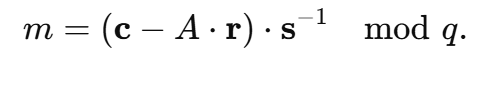 m = (c − A · r) · s⁻¹ mod q.